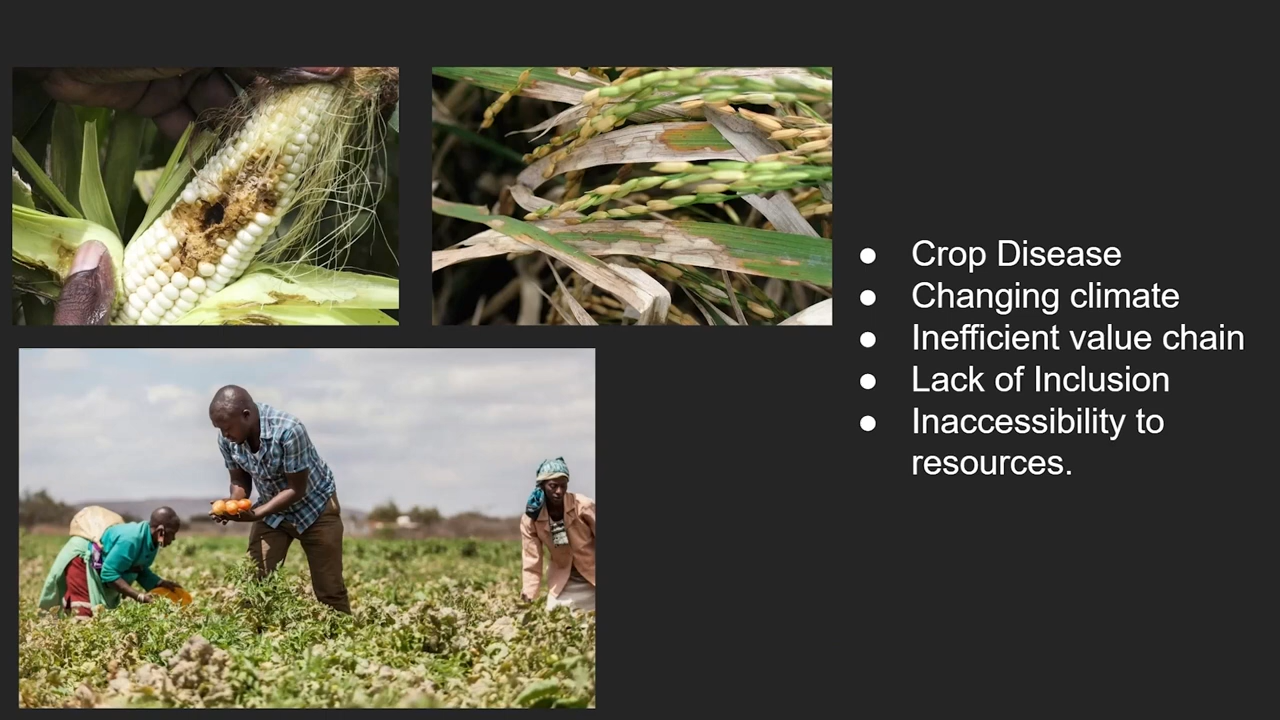 ● Crop Disease
● Changing climate
● Inefficient value chain
● Lack of Inclusion
● Inaccessibility to
resources.